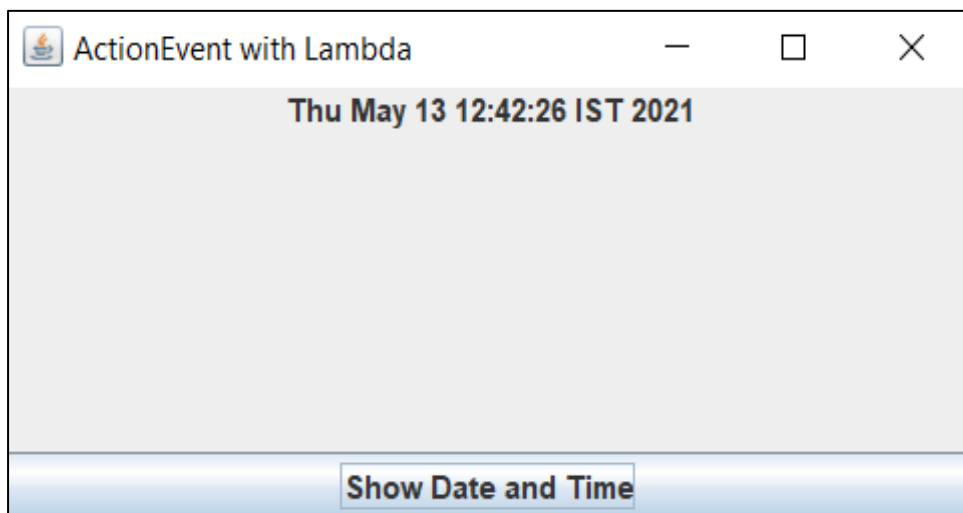 ActionEvent with Lambda
Thu May 13 12:42:26 IST 2021
Show Date and Time